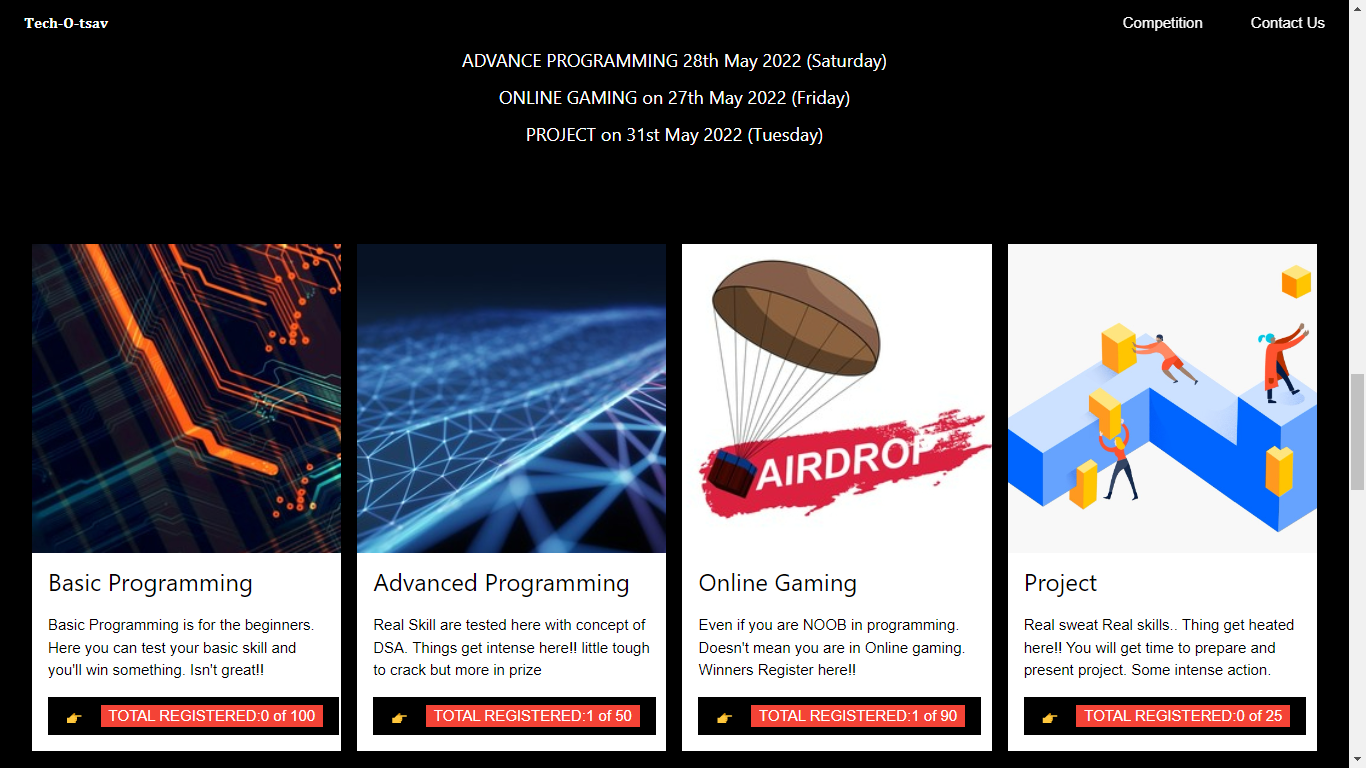 Tech-O-tsav
Competition
Contact Us
ADVANCE PROGRAMMING 28th May 2022 (Saturday)
ONLINE GAMING on 27th May 2022 (Friday)
PROJECT on 31st May 2022 (Tuesday)
AIRDROP
Basic Programming
Basic Programming is for the beginners.
Here you can test your basic skill and
you'll win something. Isn't great!!
👉 TOTAL REGISTERED:0 of 100
Advanced Programming
Real Skill are tested here with concept of
DSA. Things get intense here!! little tough
to crack but more in prize
👉 TOTAL REGISTERED:1 of 50
Online Gaming
Even if you are NOOB in programming.
Doesn't mean you are in Online gaming.
Winners Register here!!
👉 TOTAL REGISTERED:1 of 90
Project
Real sweat Real skills.. Thing get heated
here!! You will get time to prepare and
present project. Some intense action.
👉 TOTAL REGISTERED:0 of 25